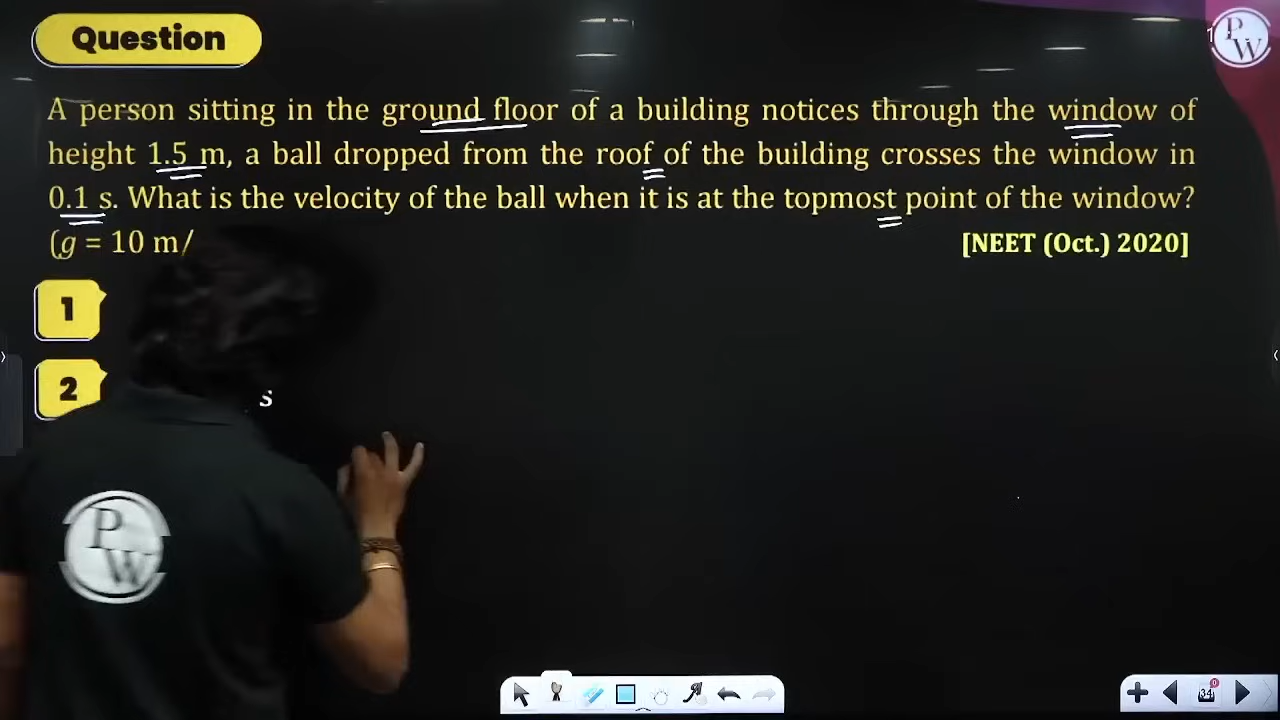 Question
A person sitting in the ground floor of a building notices through the window of
height 1.5 m, a ball dropped from the roof of the building crosses the window in
0.1 s. What is the velocity of the ball when it is at the topmost point of the window?
(g = 10 m/
[NEET (Oct.) 2020]
1
2
s
P
W
P
W
34
0